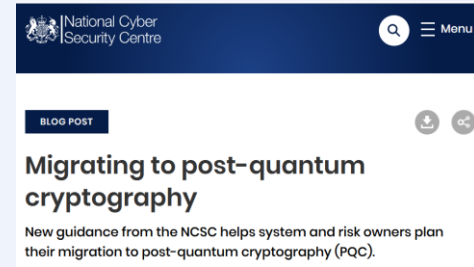 National Cyber
Security Centre
Menu
BLOG POST
Migrating to post-quantum
cryptography
New guidance from the NCSC helps system and risk owners plan
their migration to post-quantum cryptography (PQC).